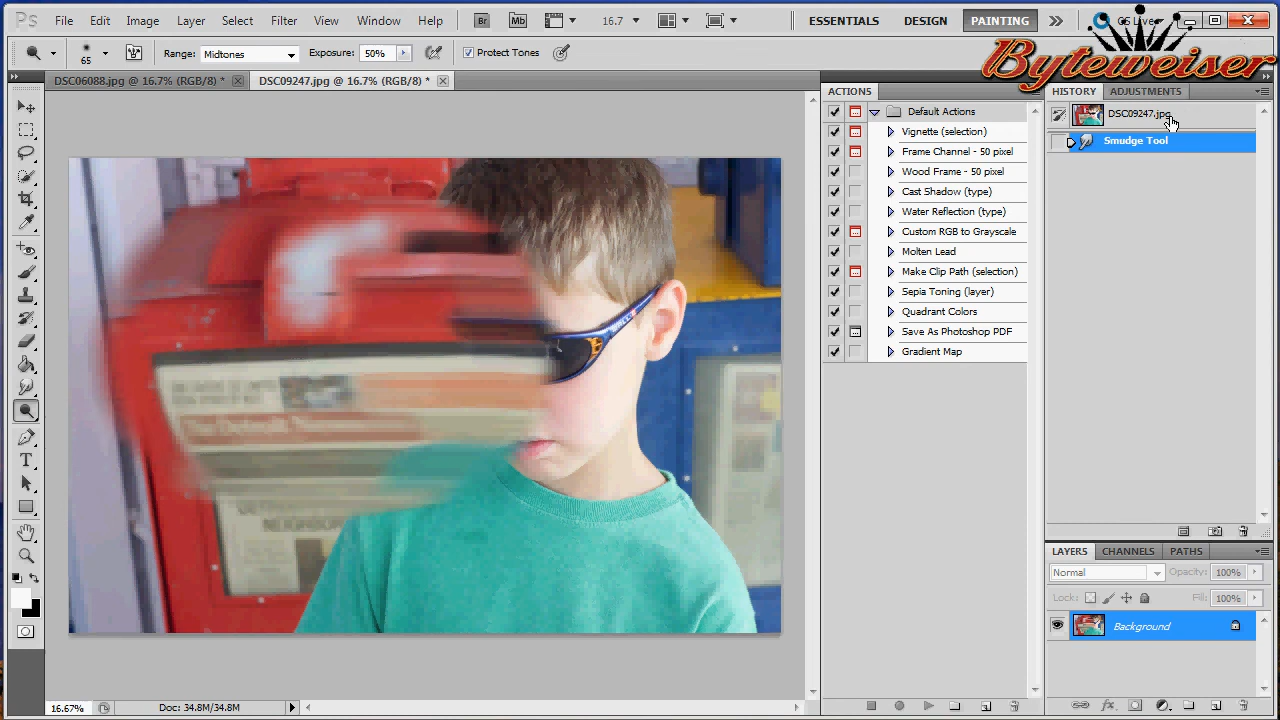 Ps File Edit Image Layer Select Filter View Window Help Br Mb 16.7 ESSENTIALS DESIGN PAINTING CS Live
Byteweiser
65 Range: Midtones Exposure: 50% Protect Tones
DSC06088.jpg @ 16.7% (RGB/8) * DSC09247.jpg @ 16.7% (RGB/8) *
ACTIONS
Default Actions
Vignette (selection)
Frame Channel - 50 pixel
Wood Frame - 50 pixel
Cast Shadow (type)
Water Reflection (type)
Custom RGB to Grayscale
Molten Lead
Make Clip Path (selection)
Sepia Toning (layer)
Quadrant Colors
Save As Photoshop PDF
Gradient Map
HISTORY ADJUSTMENTS
DSC09247.jpg
Smudge Tool
LAYERS CHANNELS PATHS
Normal Opacity: 100%
Lock: Fill: 100%
Background
16.67% Doc: 34.8M/34.8M